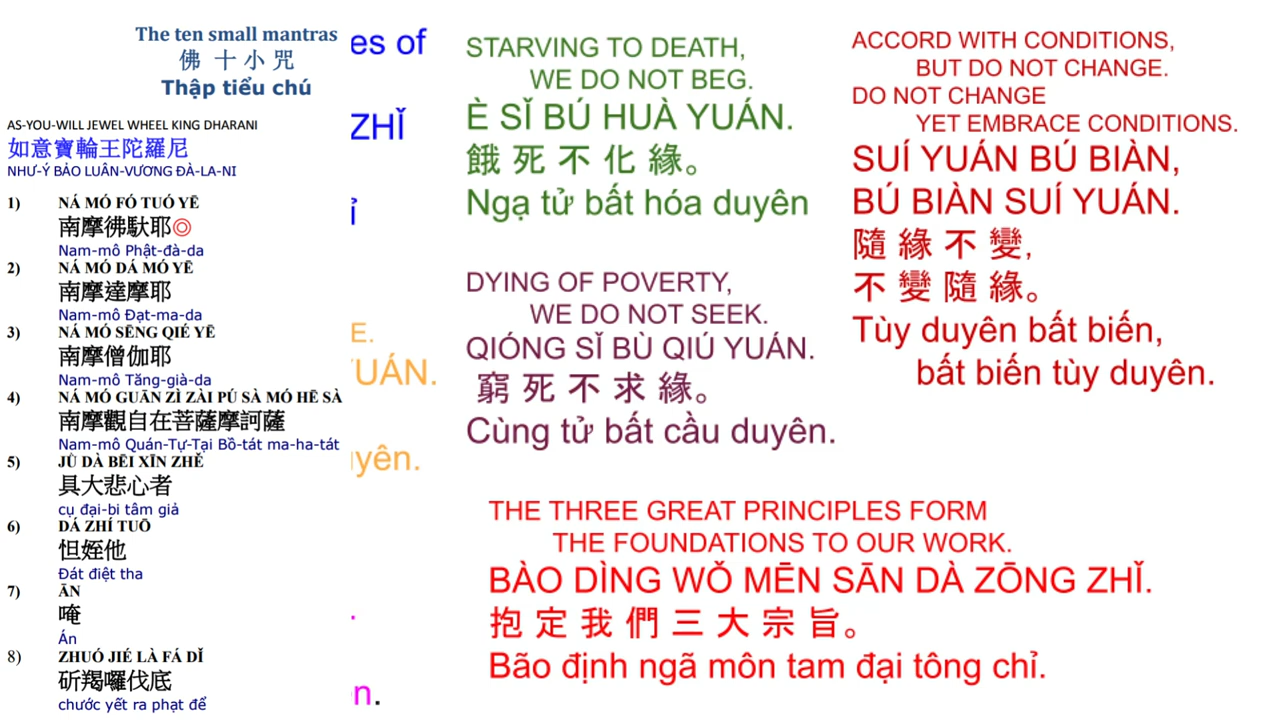 The ten small mantras
佛 十 小 咒
Thập tiểu chú
AS-YOU-WILL JEWEL WHEEL KING DHARANI
如意寶輪王陀羅尼
NHƯ-Ý BẢO LUÂN-VƯƠNG ĐÀ-LA-NI
1) NÁ MÓ FÓ TUÓ YĒ
南摩彿馱耶◎
Nam-mô Phật-đà-da
2) NÁ MÓ DÁ MÓ YĒ
南摩達摩耶
Nam-mô Đạt-ma-da
3) NÁ MÓ SĒNG QIÉ YĒ
南摩僧伽耶
Nam-mô Tăng-già-da
4) NÁ MÓ GUĀN ZÌ ZÀI PÚ SÀ MÓ HĒ SÀ
南摩觀自在菩薩摩訶薩
Nam-mô Quán-Tự-Tại Bồ-tát ma-ha-tát
5) JÙ DÀ BĒI XĪN ZHĚ
具大悲心者
cụ đại-bi tâm giả
6) DÁ ZHÍ TUŌ
怛姪他
Đát điệt tha
7) ĀN
唵
Án
8) ZHUÓ JIÉ LÀ FÁ DǏ
斫羯囉伐底
chước yết ra phạt để
es of
ZHǏ
ỉ
E.
UÁN.
yên.
n.
STARVING TO DEATH,
WE DO NOT BEG.
È SǏ BÚ HUÀ YUÁN.
餓 死 不 化 緣。
Ngạ tử bất hóa duyên
DYING OF POVERTY,
WE DO NOT SEEK.
QIÓNG SǏ BÙ QIÚ YUÁN.
窮 死 不 求 緣。
Cùng tử bất cầu duyên.
ACCORD WITH CONDITIONS,
BUT DO NOT CHANGE.
DO NOT CHANGE
YET EMBRACE CONDITIONS.
SUÍ YUÁN BÚ BIÀN,
BÚ BIÀN SUÍ YUÁN.
隨 緣 不 變,
不 變 隨 緣。
Tùy duyên bất biến,
bất biến tùy duyên.
THE THREE GREAT PRINCIPLES FORM
THE FOUNDATIONS TO OUR WORK.
BÀO DÌNG WǑ MĒN SĀN DÀ ZŌNG ZHǏ.
抱 定 我 們 三 大 宗 旨。
Bão định ngã môn tam đại tông chỉ.